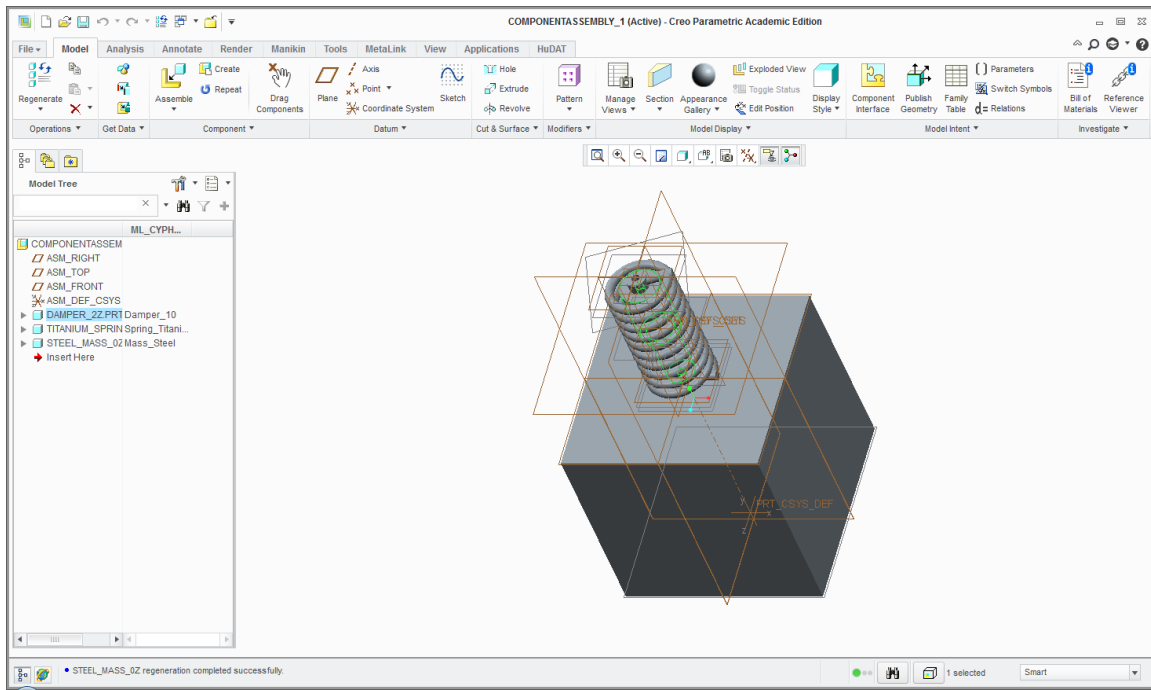 COMPONENTASSEMBLY_1 (Active) - Creo Parametric Academic Edition
File Model Analysis Annotate Render Manikin Tools MetaLink View Applications HuDAT
Regenerate
Assemble
Create
Repeat
Drag Components
Plane
Axis
Point
Coordinate System
Sketch
Hole
Extrude
Revolve
Pattern
Manage Views
Section
Appearance Gallery
Exploded View
Toggle Status
Edit Position
Display Style
Component Interface
Publish Geometry
Family Table
Parameters
Switch Symbols
d= Relations
Bill of Materials
Reference Viewer
Operations Get Data Component Datum Cut & Surface Modifiers Model Display Model Intent Investigate
Model Tree
ML_CYPH...
COMPONENTASSEM
ASM_RIGHT
ASM_TOP
ASM_FRONT
ASM_DEF_CSYS
DAMPER_2Z.PRT Damper_10
TITANIUM_SPRIN Spring_Titani...
STEEL_MASS_0Z Mass_Steel
Insert Here
y
PRT_CSYS_DEF
x
z
STEEL_MASS_0Z regeneration completed successfully.
1 selected
Smart